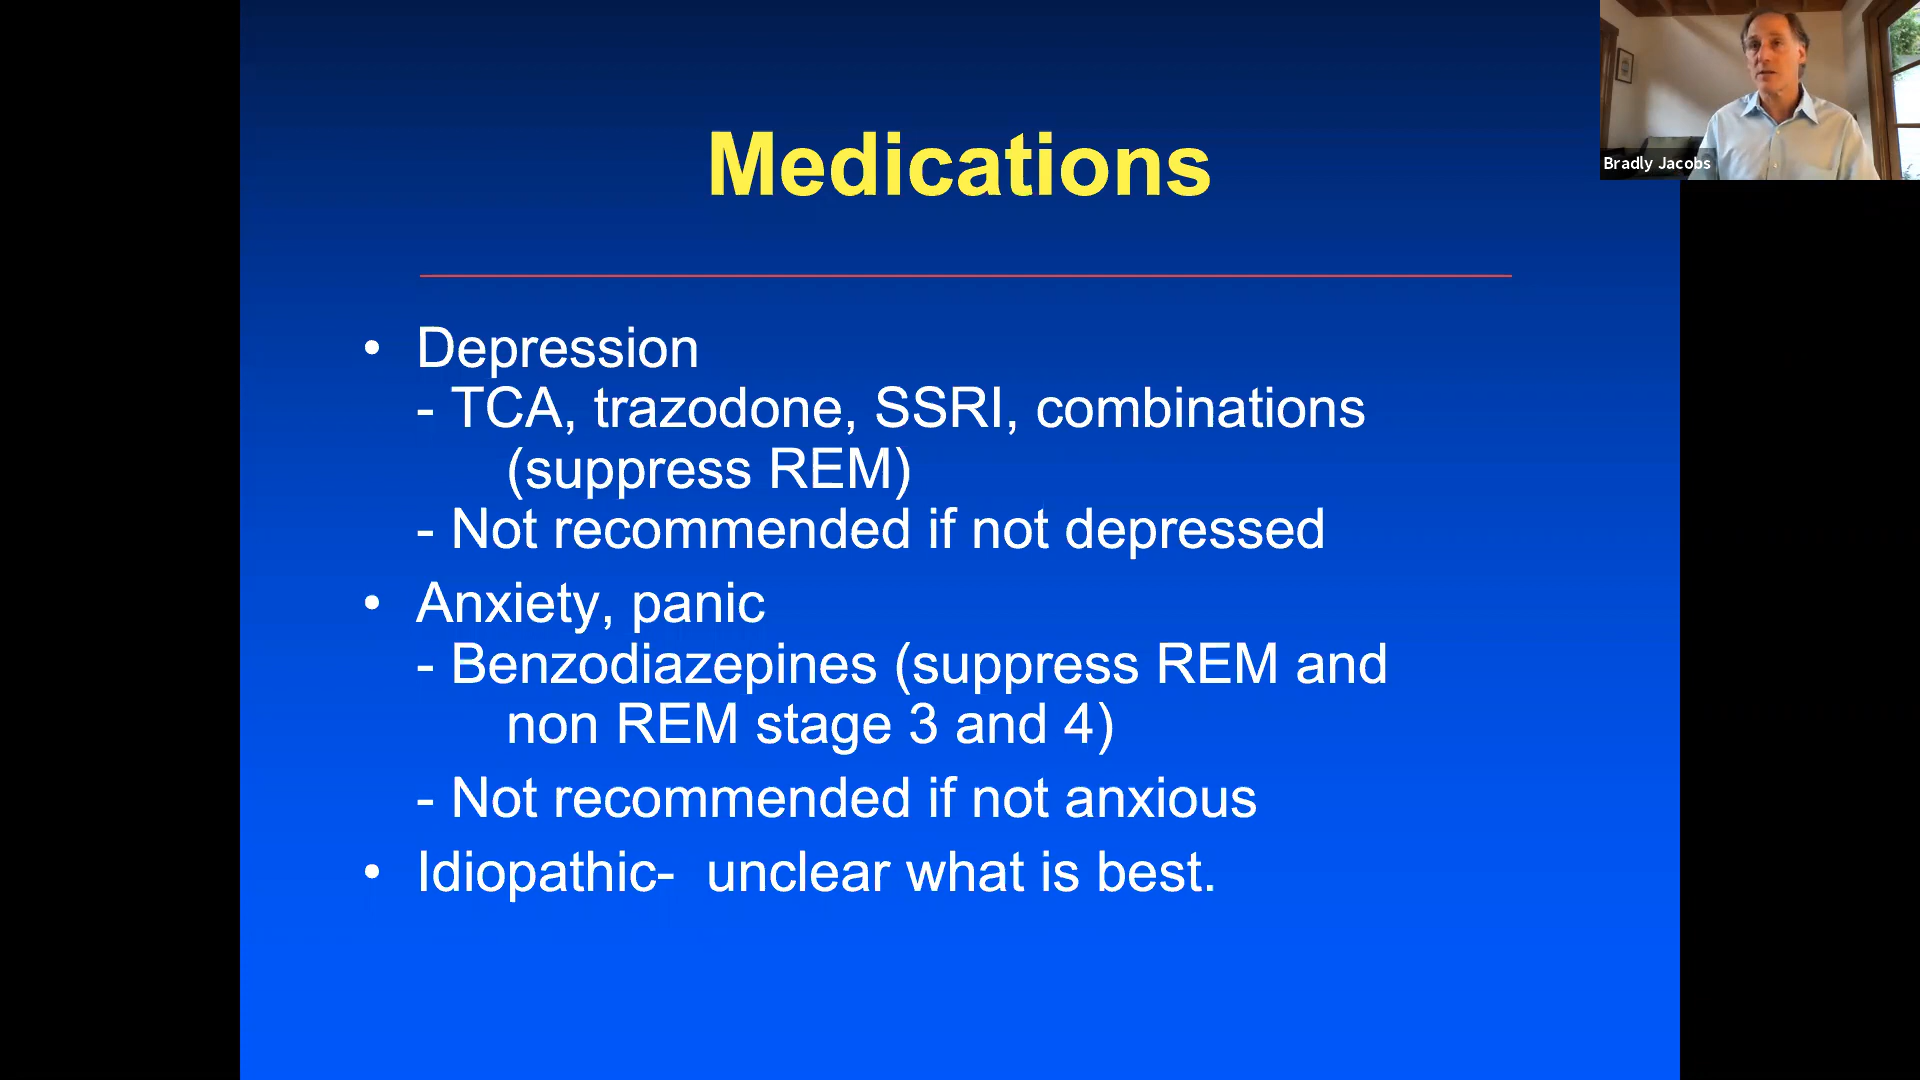 Medications
• Depression
- TCA, trazodone, SSRI, combinations
(suppress REM)
- Not recommended if not depressed
• Anxiety, panic
- Benzodiazepines (suppress REM and
non REM stage 3 and 4)
- Not recommended if not anxious
• Idiopathic-  unclear what is best.
Bradly Jacobs